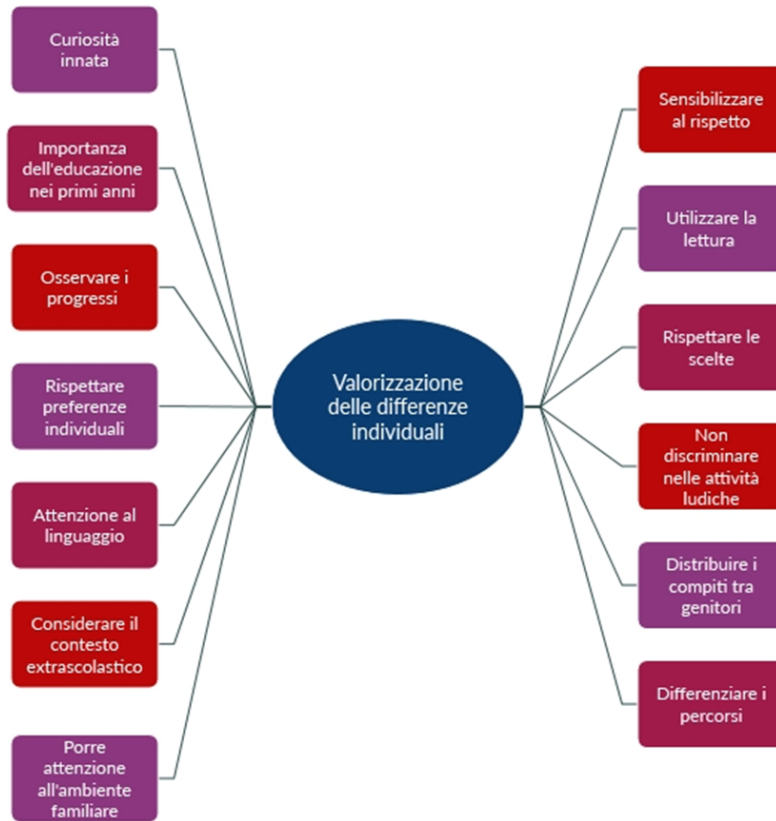 Curiosità
innata
Importanza
dell'educazione
nei primi anni
Osservare i
progressi
Rispettare
preferenze
individuali
Attenzione al
linguaggio
Considerare il
contesto
extrascolastico
Porre
attenzione
all'ambiente
familiare
Valorizzazione
delle differenze
individuali
Sensibilizzare
al rispetto
Utilizzare la
lettura
Rispettare le
scelte
Non
discriminare
nelle attività
ludiche
Distribuire i
compiti tra
genitori
Differenziare i
percorsi